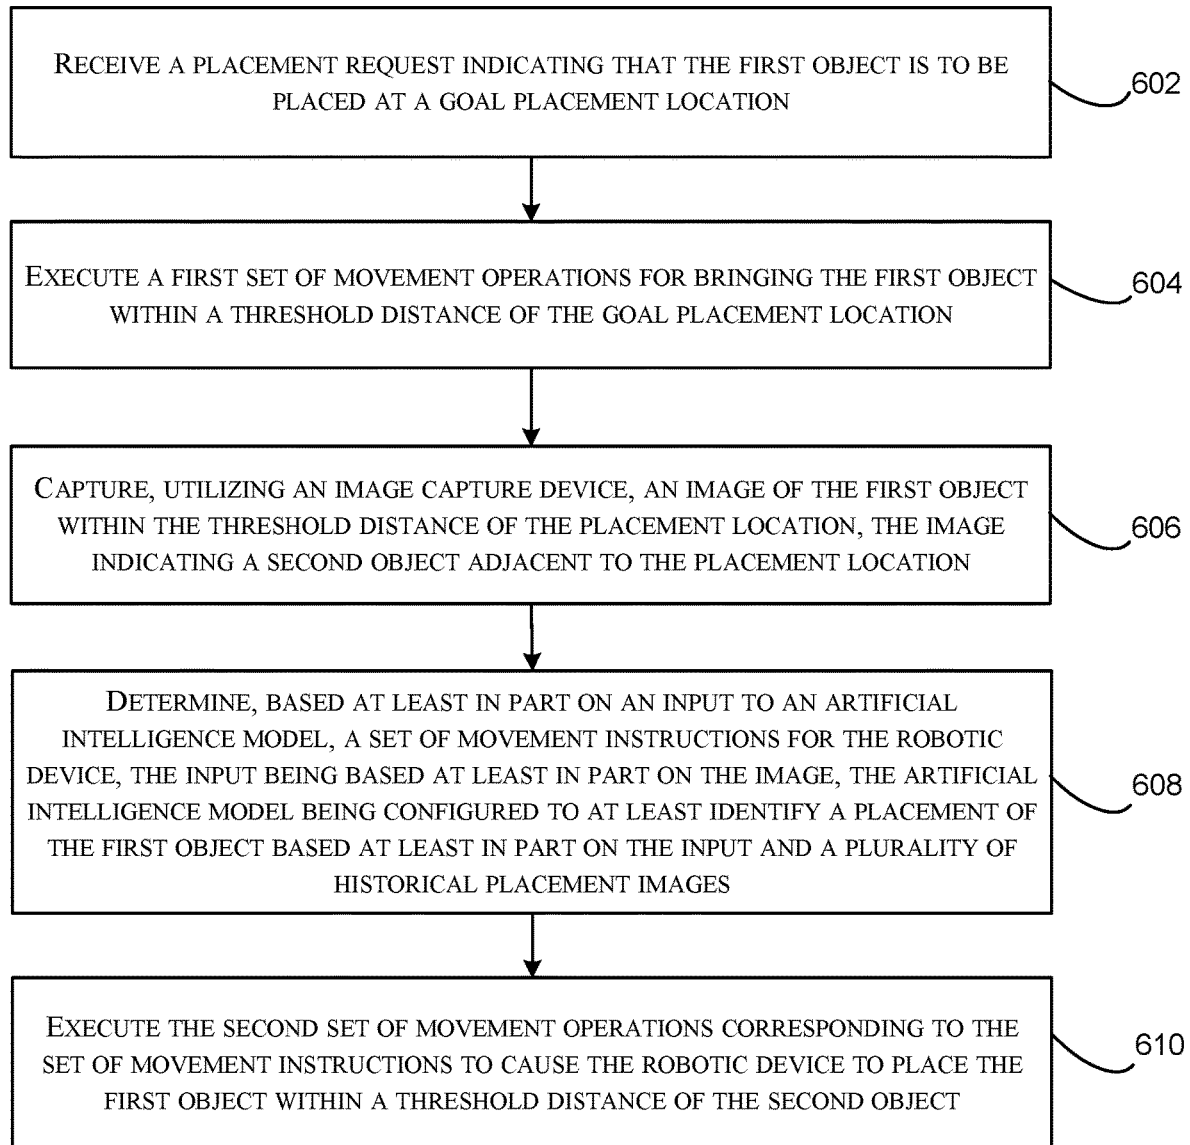 RECEIVE A PLACEMENT REQUEST INDICATING THAT THE FIRST OBJECT IS TO BE
PLACED AT A GOAL PLACEMENT LOCATION
602
EXECUTE A FIRST SET OF MOVEMENT OPERATIONS FOR BRINGING THE FIRST OBJECT
WITHIN A THRESHOLD DISTANCE OF THE GOAL PLACEMENT LOCATION
604
CAPTURE, UTILIZING AN IMAGE CAPTURE DEVICE, AN IMAGE OF THE FIRST OBJECT
WITHIN THE THRESHOLD DISTANCE OF THE PLACEMENT LOCATION, THE IMAGE
INDICATING A SECOND OBJECT ADJACENT TO THE PLACEMENT LOCATION
606
DETERMINE, BASED AT LEAST IN PART ON AN INPUT TO AN ARTIFICIAL
INTELLIGENCE MODEL, A SET OF MOVEMENT INSTRUCTIONS FOR THE ROBOTIC
DEVICE, THE INPUT BEING BASED AT LEAST IN PART ON THE IMAGE, THE ARTIFICIAL
INTELLIGENCE MODEL BEING CONFIGURED TO AT LEAST IDENTIFY A PLACEMENT OF
THE FIRST OBJECT BASED AT LEAST IN PART ON THE INPUT AND A PLURALITY OF
HISTORICAL PLACEMENT IMAGES
608
EXECUTE THE SECOND SET OF MOVEMENT OPERATIONS CORRESPONDING TO THE
SET OF MOVEMENT INSTRUCTIONS TO CAUSE THE ROBOTIC DEVICE TO PLACE THE
FIRST OBJECT WITHIN A THRESHOLD DISTANCE OF THE SECOND OBJECT
610